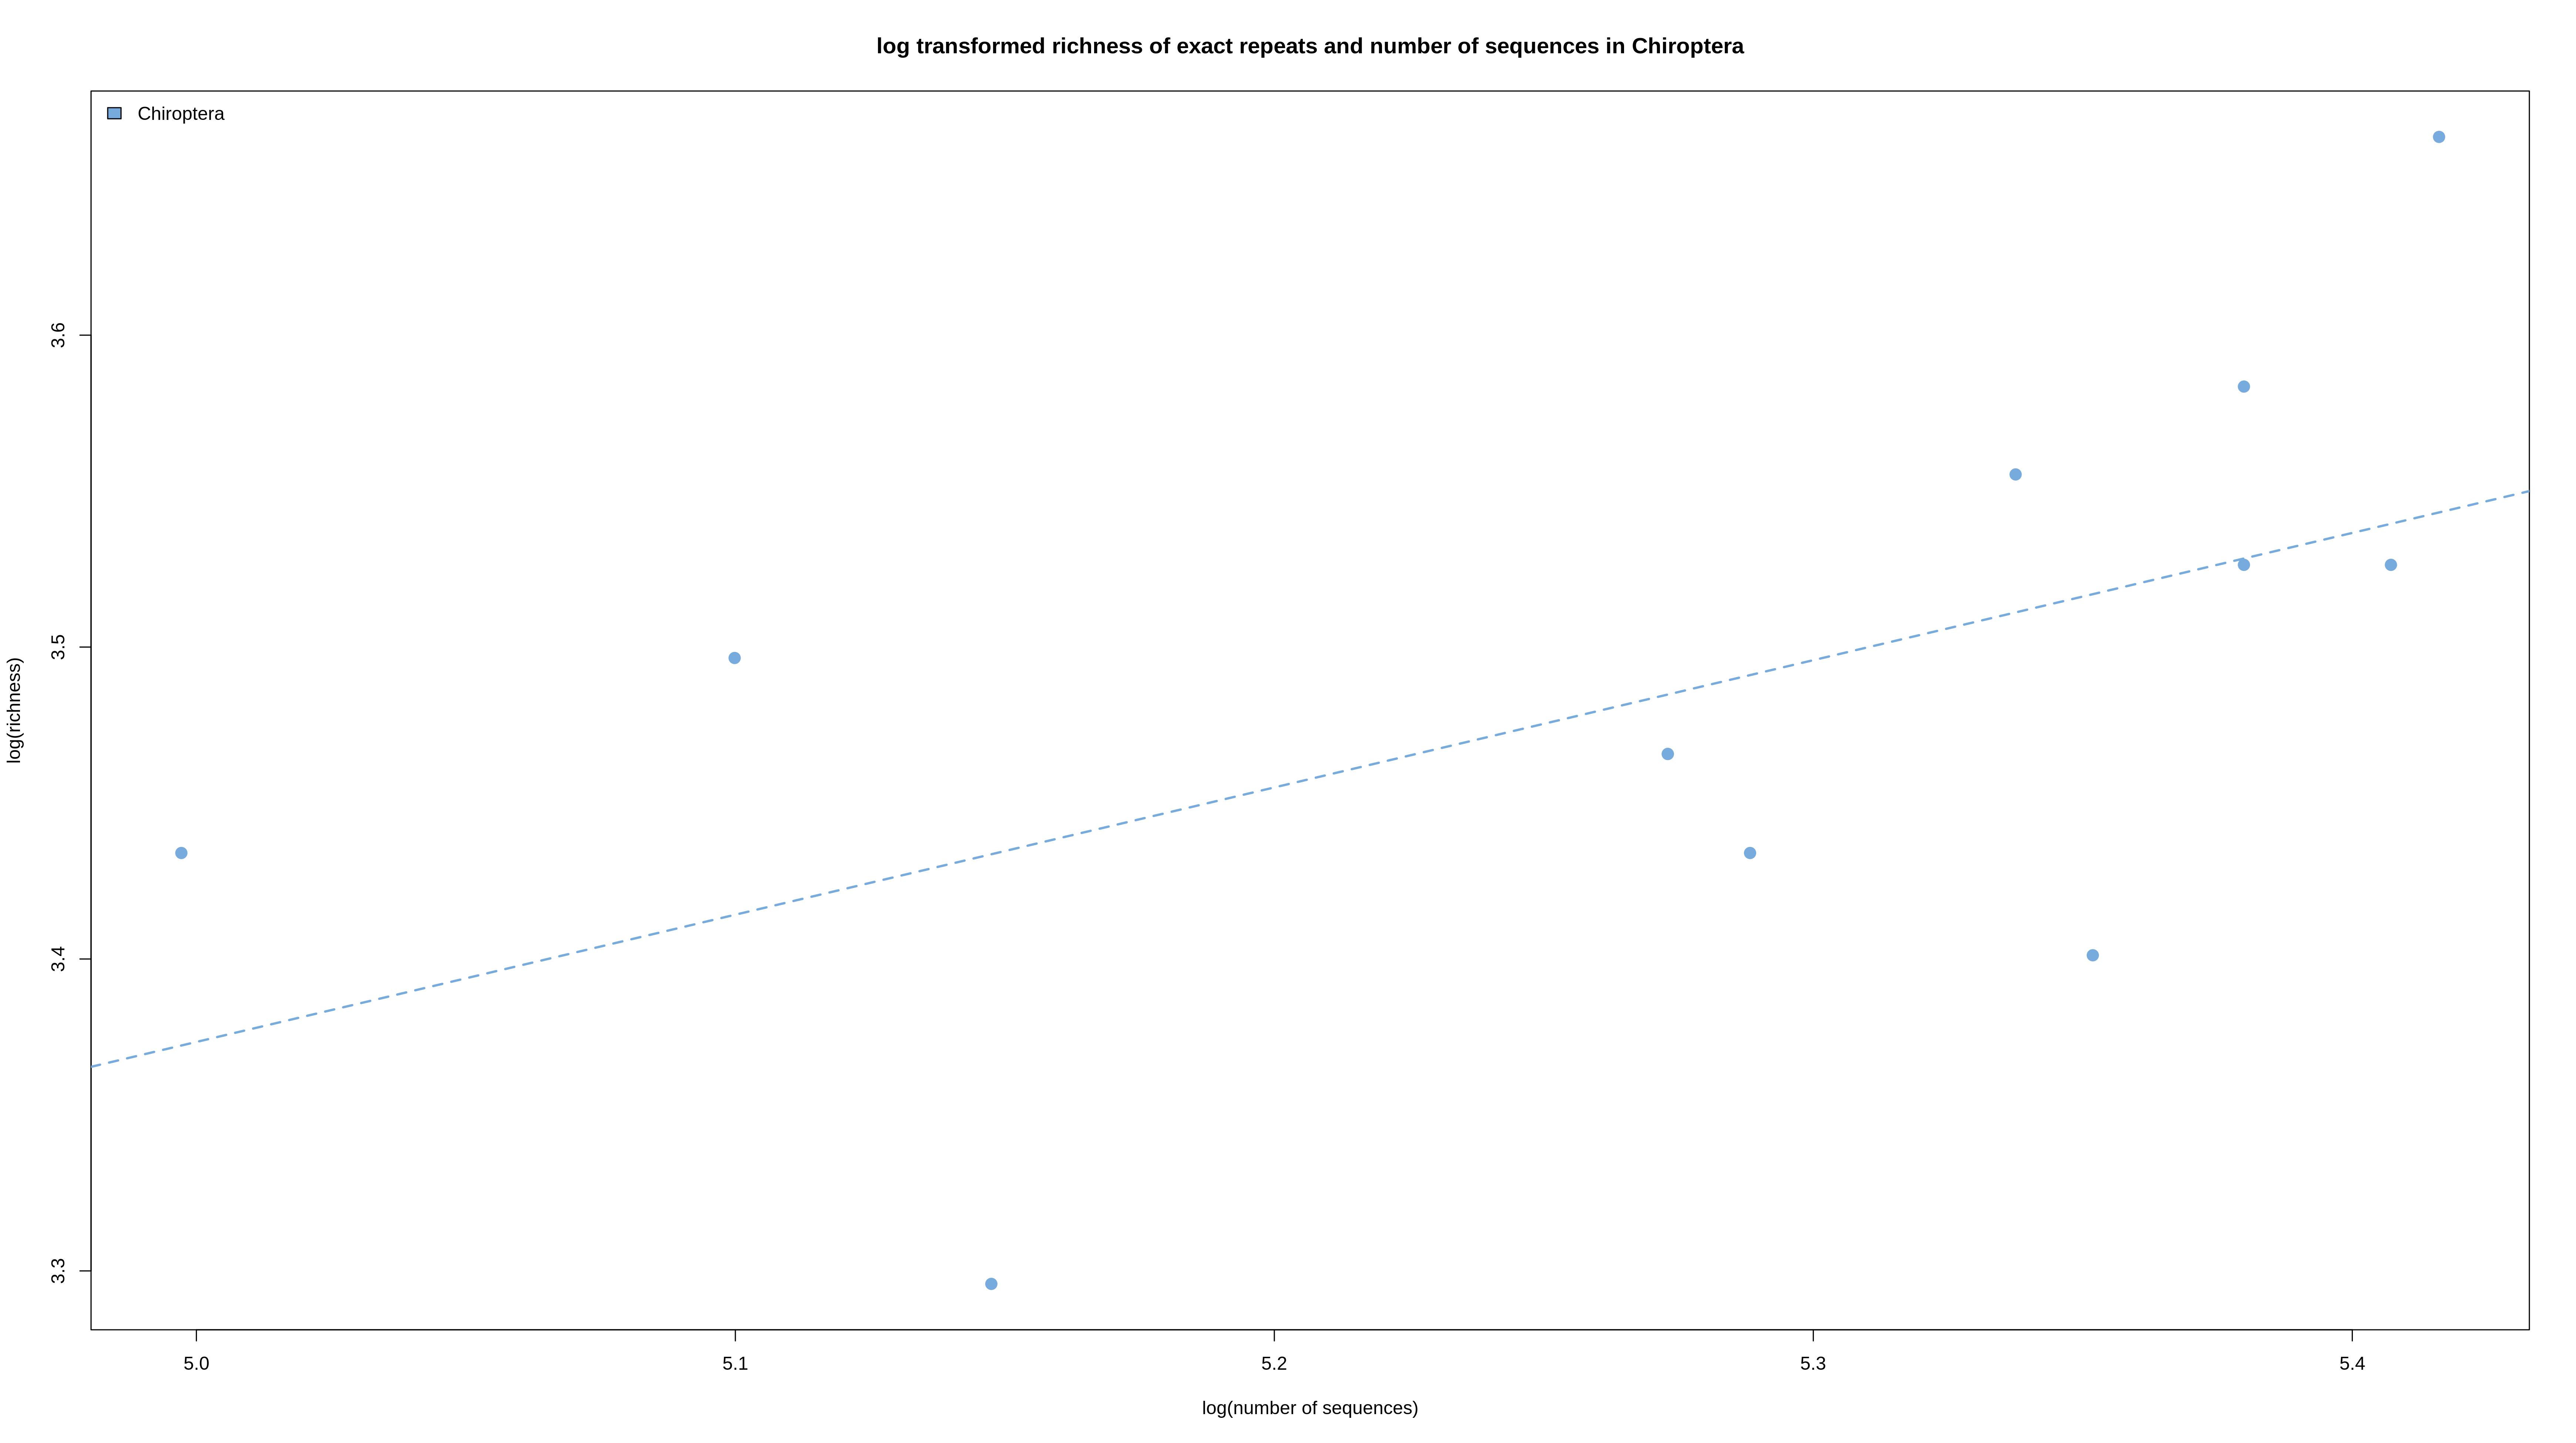 log transformed richness of exact repeats and number of sequences in Chiroptera
Chiroptera
3.6
3.5
3.4
3.3
log(richness)
5.0 5.1 5.2 5.3 5.4
log(number of sequences)